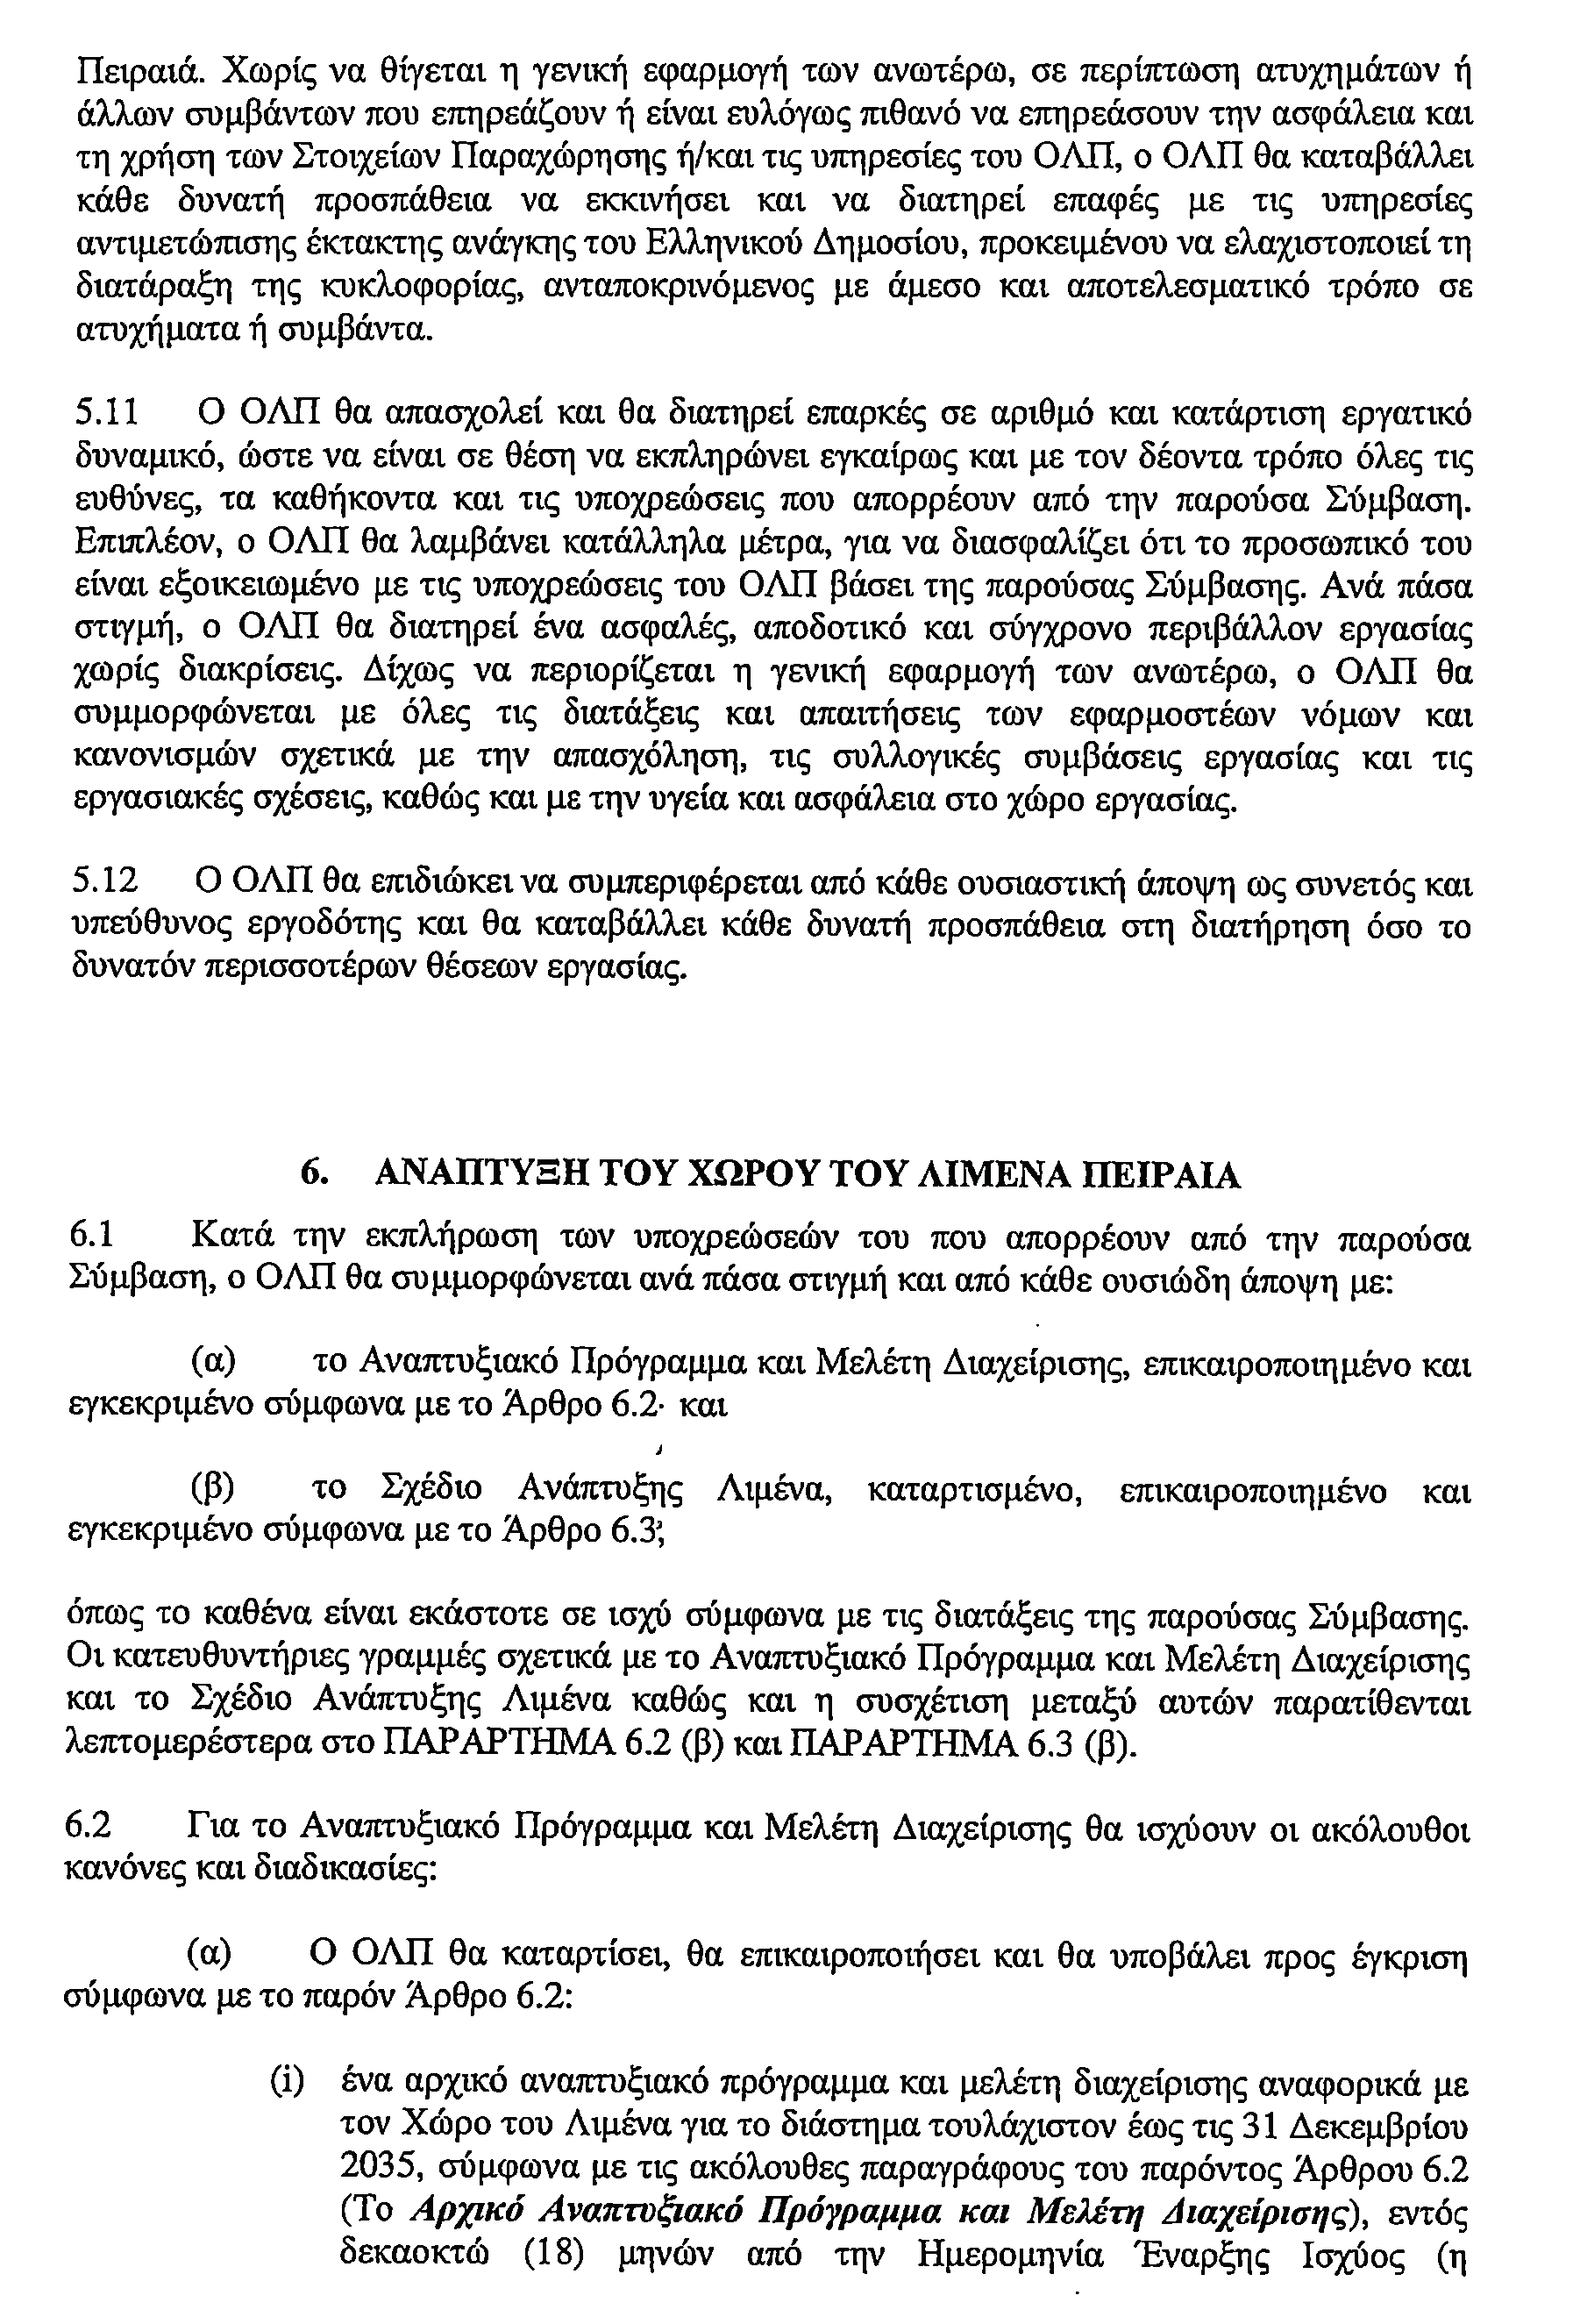 Πειραιά. Χωρίς να θίγεται η γενική εφαρμογή των ανωτέρω, σε περίπτωση ατυχημάτων ή
άλλων συμβάντων που επηρεάζουν ή είναι ευλόγως πιθανό να επηρεάσουν την ασφάλεια και
τη χρήση των Στοιχείων Παραχώρησης ή/και τις υπηρεσίες του ΟΛΠ, ο ΟΛΠ θα καταβάλλει
κάθε δυνατή προσπάθεια να εκκινήσει και να διατηρεί επαφές με τις υπηρεσίες
αντιμετώπισης έκτακτης ανάγκης του Ελληνικού Δημοσίου, προκειμένου να ελαχιστοποιεί τη
διατάραξη της κυκλοφορίας, ανταποκρινόμενος με άμεσο και αποτελεσματικό τρόπο σε
ατυχήματα ή συμβάντα.
5.11 Ο ΟΛΠ θα απασχολεί και θα διατηρεί επαρκές σε αριθμό και κατάρτιση εργατικό
δυναμικό, ώστε να είναι σε θέση να εκπληρώνει εγκαίρως και με τον δέοντα τρόπο όλες τις
ευθύνες, τα καθήκοντα και τις υποχρεώσεις που απορρέουν από την παρούσα Σύμβαση.
Επιπλέον, ο ΟΛΠ θα λαμβάνει κατάλληλα μέτρα, για να διασφαλίζει ότι το προσωπικό του
είναι εξοικειωμένο με τις υποχρεώσεις του ΟΛΠ βάσει της παρούσας Σύμβασης. Ανά πάσα
στιγμή, ο ΟΛΠ θα διατηρεί ένα ασφαλές, αποδοτικό και σύγχρονο περιβάλλον εργασίας
χωρίς διακρίσεις. Δίχως να περιορίζεται η γενική εφαρμογή των ανωτέρω, ο ΟΛΠ θα
συμμορφώνεται με όλες τις διατάξεις και απαιτήσεις των εφαρμοστέων νόμων και
κανονισμών σχετικά με την απασχόληση, τις συλλογικές συμβάσεις εργασίας και τις
εργασιακές σχέσεις, καθώς και με την υγεία και ασφάλεια στο χώρο εργασίας.
5.12 Ο ΟΛΠ θα επιδιώκει να συμπεριφέρεται από κάθε ουσιαστική άποψη ως συνετός και
υπεύθυνος εργοδότης και θα καταβάλλει κάθε δυνατή προσπάθεια στη διατήρηση όσο το
δυνατόν περισσοτέρων θέσεων εργασίας.
6. ΑΝΑΠΤΥΞΗ ΤΟΥ ΧΩΡΟΥ ΤΟΥ ΛΙΜΕΝΑ ΠΕΙΡΑΙΑ
6.1 Κατά την εκπλήρωση των υποχρεώσεών του που απορρέουν από την παρούσα
Σύμβαση, ο ΟΛΠ θα συμμορφώνεται ανά πάσα στιγμή και από κάθε ουσιώδη άποψη με:
(α) το Αναπτυξιακό Πρόγραμμα και Μελέτη Διαχείρισης, επικαιροποιημένο και
εγκεκριμένο σύμφωνα με το Άρθρο 6.2· και
(β) το Σχέδιο Ανάπτυξης Λιμένα, καταρτισμένο, επικαιροποιημένο και
εγκεκριμένο σύμφωνα με το Άρθρο 6.3;
όπως το καθένα είναι εκάστοτε σε ισχύ σύμφωνα με τις διατάξεις της παρούσας Σύμβασης.
Οι κατευθυντήριες γραμμές σχετικά με το Αναπτυξιακό Πρόγραμμα και Μελέτη Διαχείρισης
και το Σχέδιο Ανάπτυξης Λιμένα καθώς και η συσχέτιση μεταξύ αυτών παρατίθενται
λεπτομερέστερα στο ΠΑΡΑΡΤΗΜΑ 6.2 (β) και ΠΑΡΑΡΤΗΜΑ 6.3 (β).
6.2 Για το Αναπτυξιακό Πρόγραμμα και Μελέτη Διαχείρισης θα ισχύουν οι ακόλουθοι
κανόνες και διαδικασίες:
(α) Ο ΟΛΠ θα καταρτίσει, θα επικαιροποιήσει και θα υποβάλει προς έγκριση
σύμφωνα με το παρόν Άρθρο 6.2:
(i) ένα αρχικό αναπτυξιακό πρόγραμμα και μελέτη διαχείρισης αναφορικά με
τον Χώρο του Λιμένα για το διάστημα τουλάχιστον έως τις 31 Δεκεμβρίου
2035, σύμφωνα με τις ακόλουθες παραγράφους του παρόντος Άρθρου 6.2
(Το Αρχικό Αναπτυξιακό Πρόγραμμα και Μελέτη Διαχείρισης), εντός
δεκαοκτώ (18) μηνών από την Ημερομηνία Έναρξης Ισχύος (η